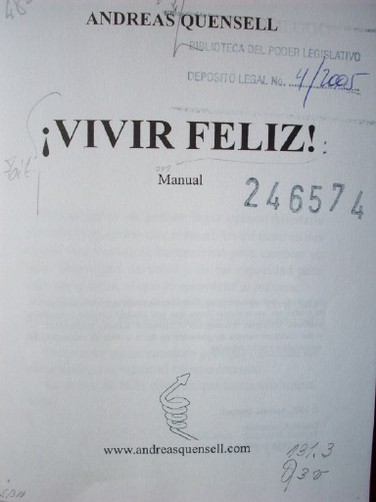 ANDREAS QUENSELL
BIBLIOTECA DEL PODER LEGISLATIVO
DEPOSITO LEGAL No. 4/2005
¡VIVIR FELIZ!:
Manual
246574
www.andreasquensell.com
131.3